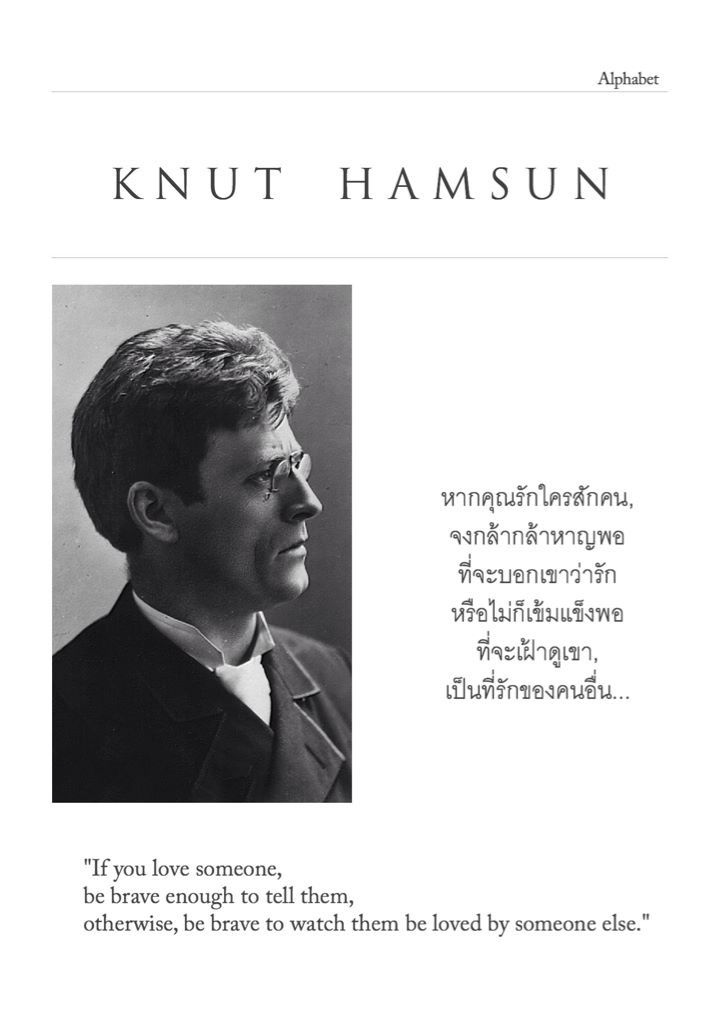 Alphabet
KNUT HAMSUN
หากคุณรักใครสักคน,
จงกล้ากล้าหาญพอ
ที่จะบอกเขาว่ารัก
หรือไม่ก็เข้มแข็งพอ
ที่จะเฝ้าดูเขา,
เป็นที่รักของคนอื่น...
"If you love someone,
be brave enough to tell them,
otherwise, be brave to watch them be loved by someone else."